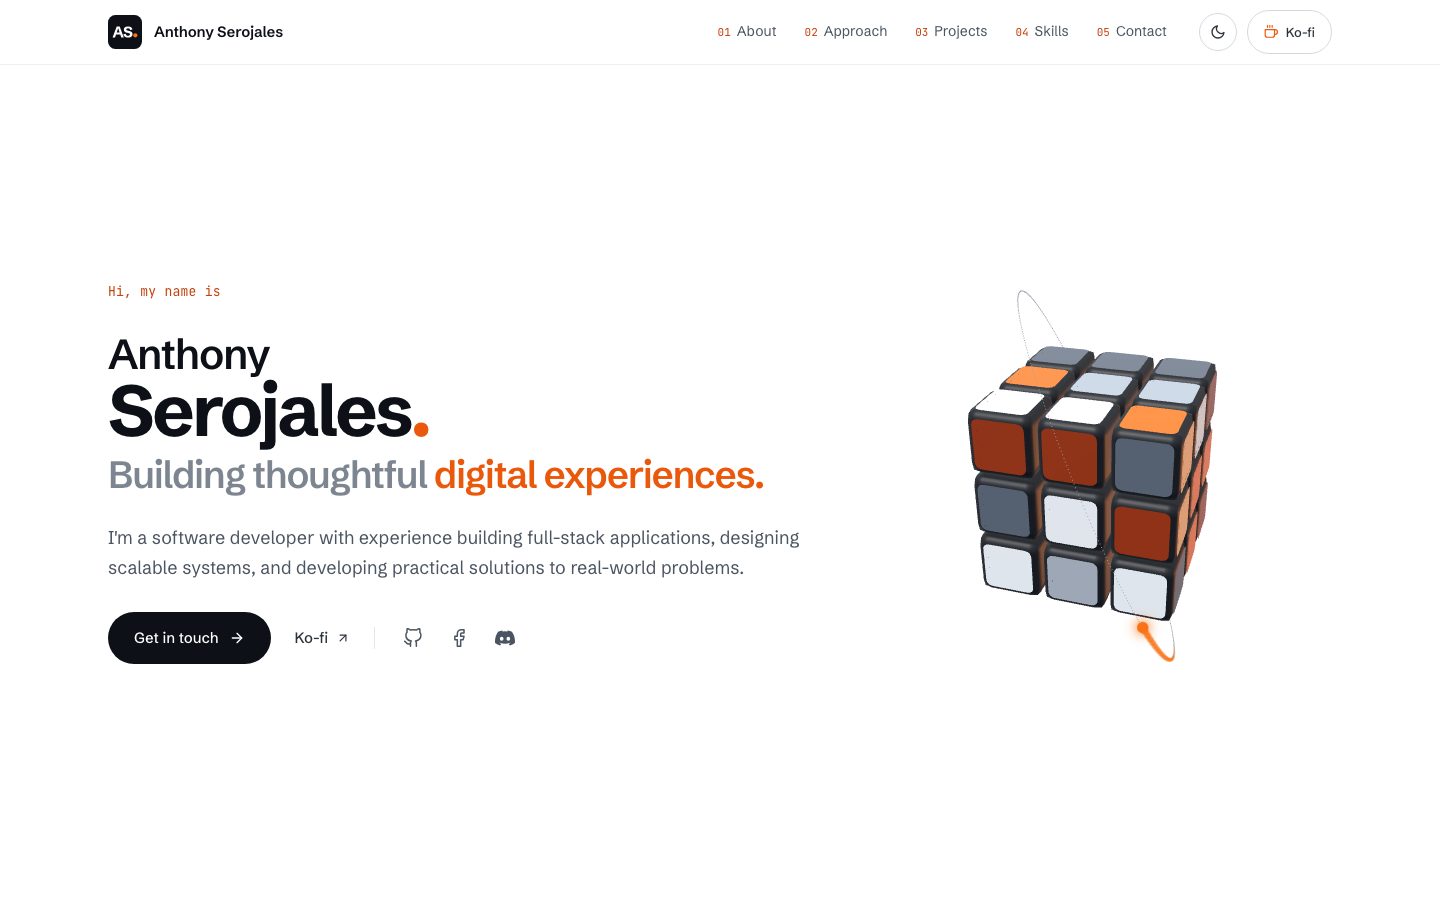 AS.
Anthony Serojales
01 About
02 Approach
03 Projects
04 Skills
05 Contact
Ko-fi
Hi, my name is
Anthony
Serojales.
Building thoughtful digital experiences.
I'm a software developer with experience building full-stack applications, designing
scalable systems, and developing practical solutions to real-world problems.
Get in touch
Ko-fi